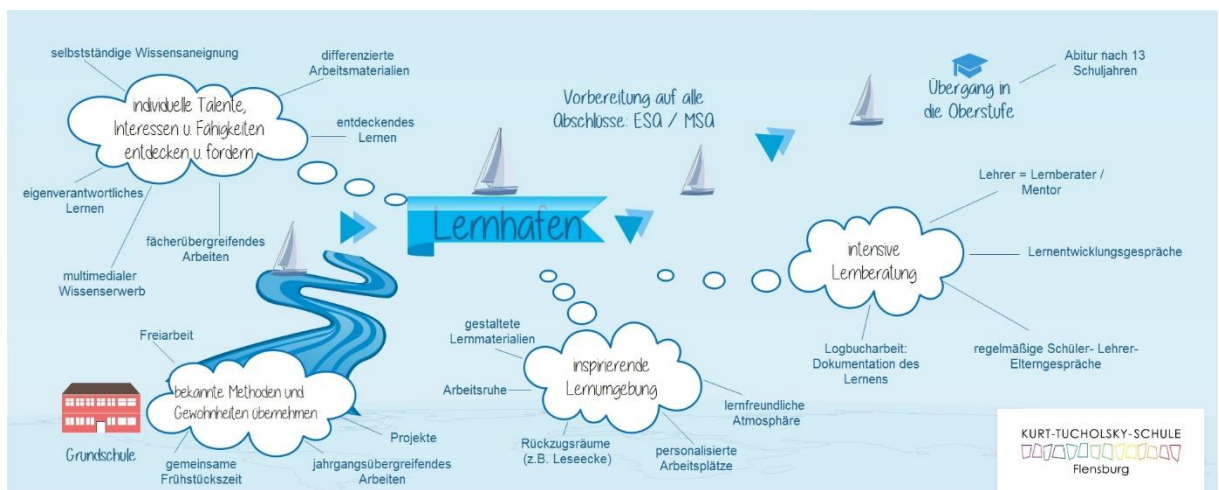 selbstständige Wissensaneignung
differenzierte
Arbeitsmaterialien
individuelle Talente,
Interessen u. Fähigkeiten
entdecken u. fördern
entdeckendes
Lernen
eigenverantwortliches
Lernen
fächerübergreifendes
Arbeiten
multimedialer
Wissenserwerb
Vorbereitung auf alle
Abschlüsse: ESA / MSA
Übergang in
die Oberstufe
Abitur nach 13
Schuljahren
Lernhafen
Lehrer = Lernberater /
Mentor
intensive
Lernberatung
Lernentwicklungsgespräche
Logbucharbeit:
Dokumentation des
Lernens
regelmäßige Schüler- Lehrer-
Elterngespräche
Freiarbeit
bekannte Methoden und
Gewohnheiten übernehmen
Grundschule
Projekte
gemeinsame
Frühstückszeit
jahrgangsübergreifendes
Arbeiten
gestaltete
Lernmaterialien
inspirierende
Lernumgebung
Arbeitsruhe
lernfreundliche
Atmosphäre
Rückzugsräume
(z.B. Leseecke)
personalisierte
Arbeitsplätze
KURT-TUCHOLSKY-SCHULE
Flensburg